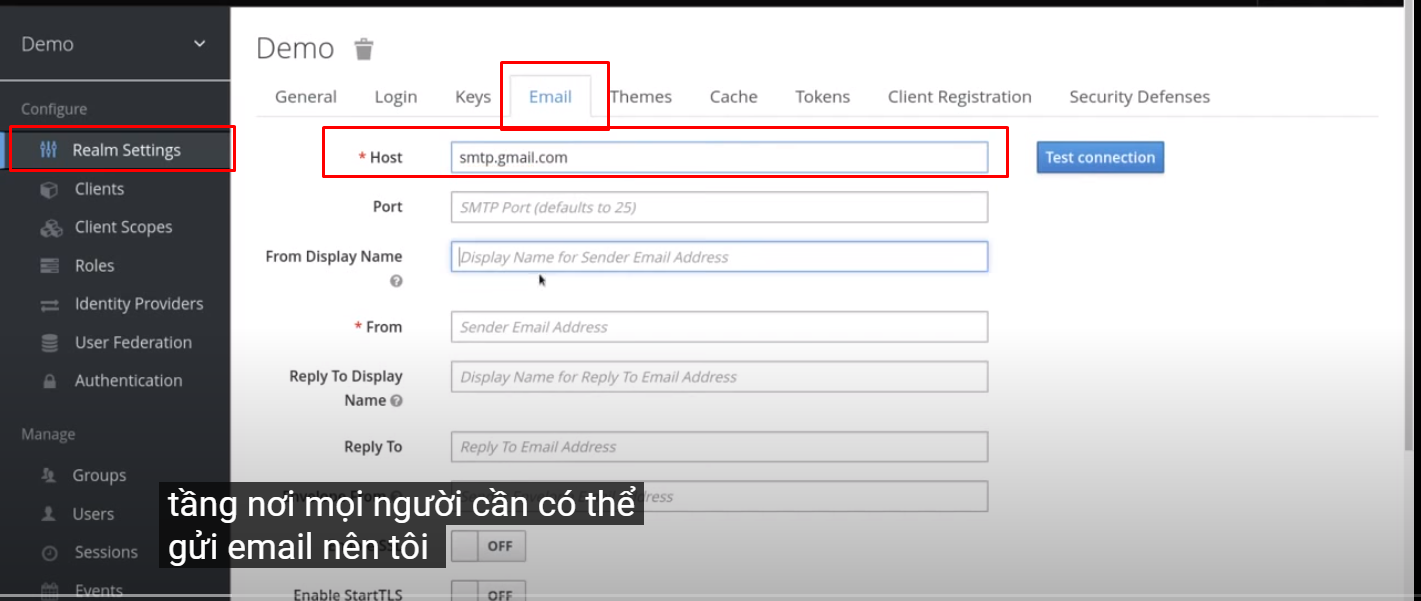 Demo
Configure
Realm Settings
Clients
Client Scopes
Roles
Identity Providers
User Federation
Authentication
Manage
Groups
Users
Sessions
Events
Demo
General Login Keys Email Themes Cache Tokens Client Registration Security Defenses
* Host smtp.gmail.com Test connection
Port SMTP Port (defaults to 25)
From Display Name Display Name for Sender Email Address
* From Sender Email Address
Reply To Display Name Display Name for Reply To Email Address
Reply To Reply To Email Address
OFF
Enable StartTLS OFF
tầng nơi mọi người cần có thể
gửi email nên tôi